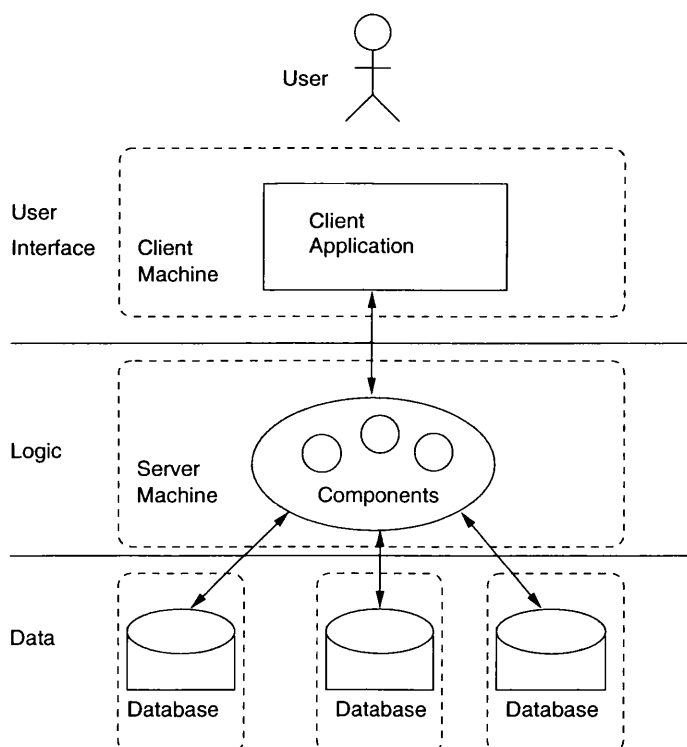 User
User
Interface
Client
Machine
Client
Application
Logic
Server
Machine
Components
Data
Database
Database
Database